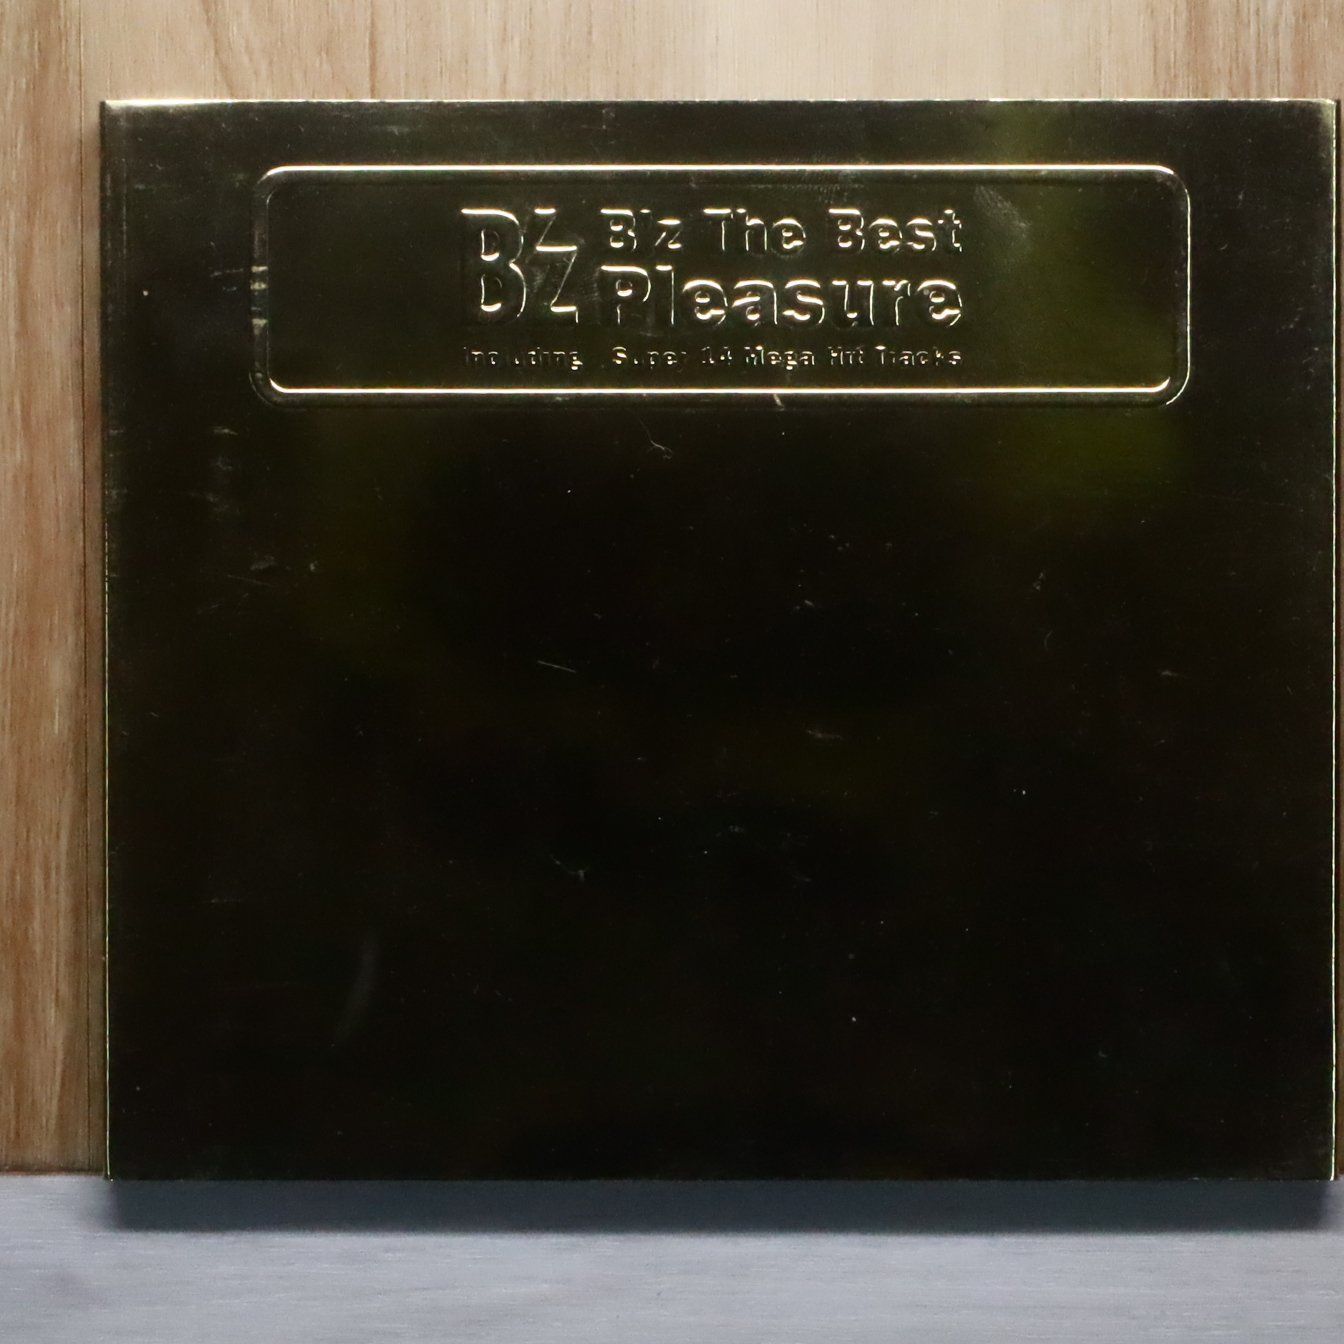 B'z
B'z The Best
Pleasure
Including Super 14 Mega Hit Tracks